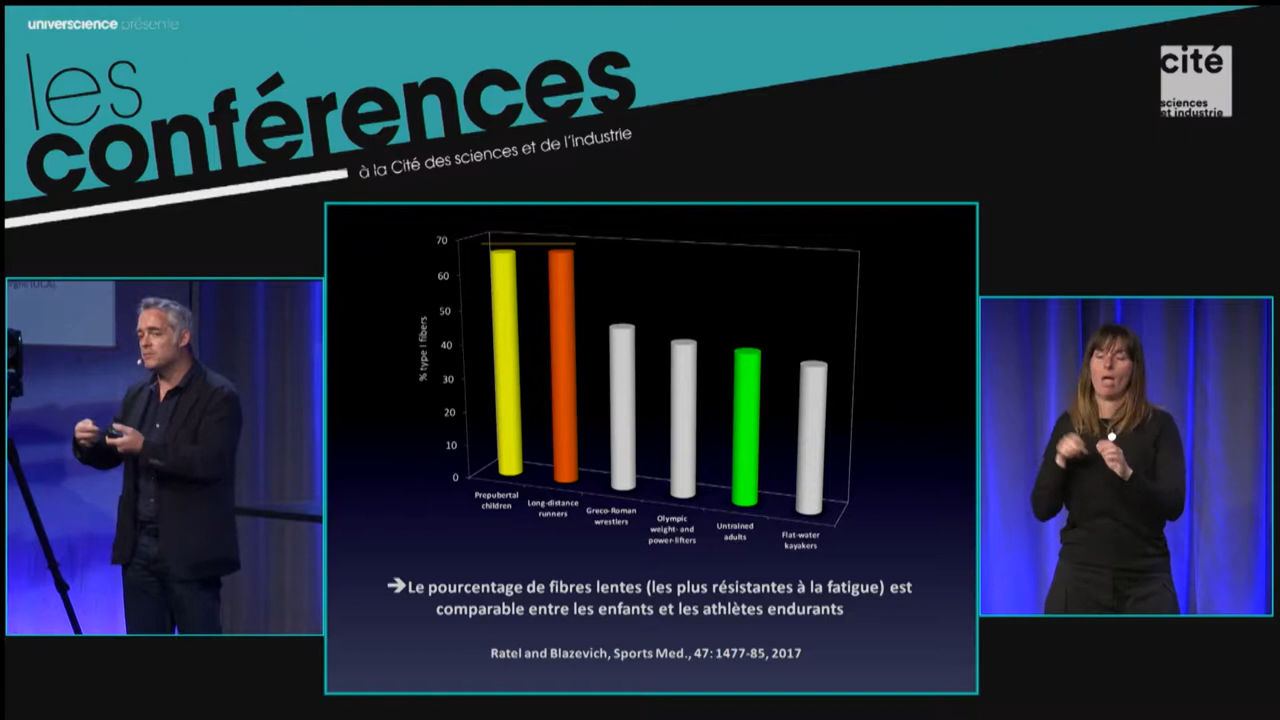 universcience présente
les
conférences
à la Cité des sciences et de l'industrie
cité
sciences
et industrie
70
60
50
40
30
20
10
0
% type I fibers
Prepubertal
children
Long-distance
runners
Greco-Roman
wrestlers
Olympic
weight- and
power-lifters
Untrained
adults
Flat-water
kayakers
➔Le pourcentage de fibres lentes (les plus résistantes à la fatigue) est
comparable entre les enfants et les athlètes endurants
Ratel and Blazevich, Sports Med., 47: 1477-85, 2017